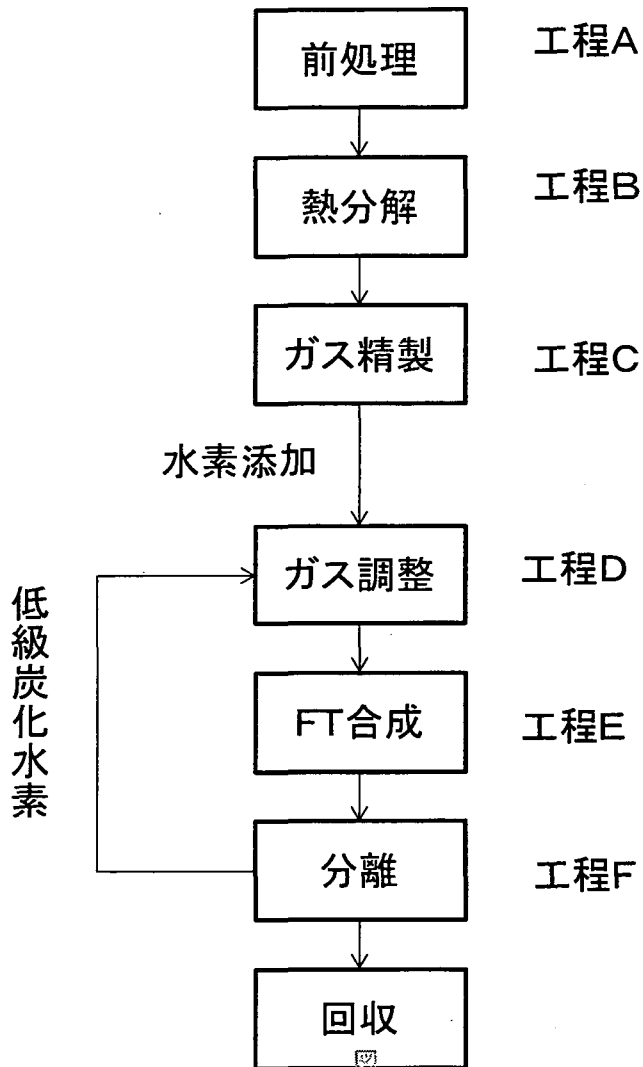 前処理
工程A
熱分解
工程B
ガス精製
工程C
水素添加
ガス調整
工程D
低級炭化水素
FT合成
工程E
分離
工程F
回収